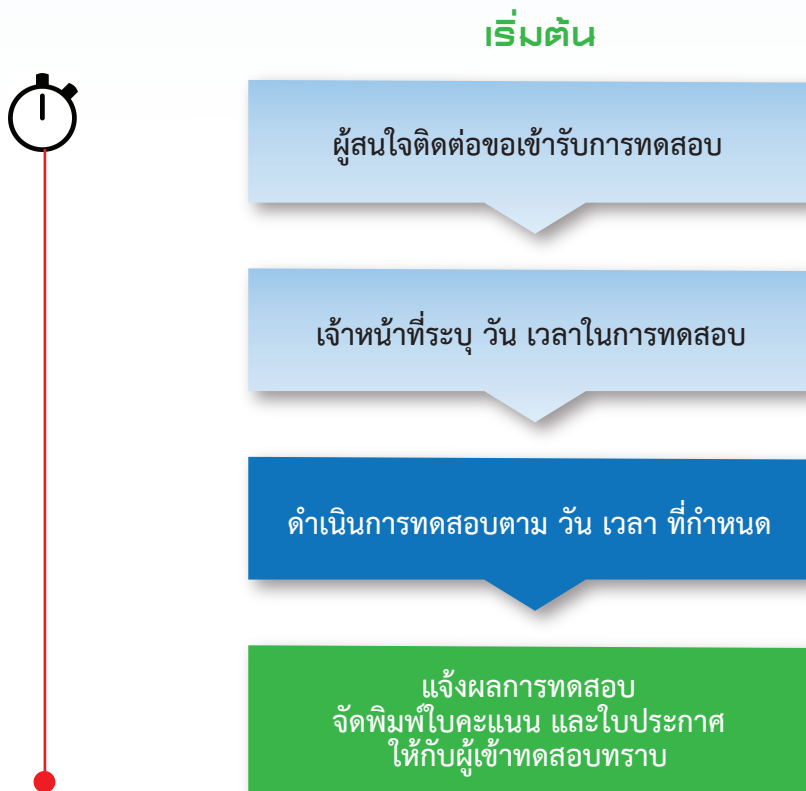 เริ่มต้น
ผู้สนใจติดต่อขอเข้ารับการทดสอบ
เจ้าหน้าที่ระบุ วัน เวลาในการทดสอบ
ดำเนินการทดสอบตาม วัน เวลา ที่กำหนด
แจ้งผลการทดสอบ
จัดพิมพ์ใบคะแนน และใบประกาศ
ให้กับผู้เข้าทดสอบทราบ